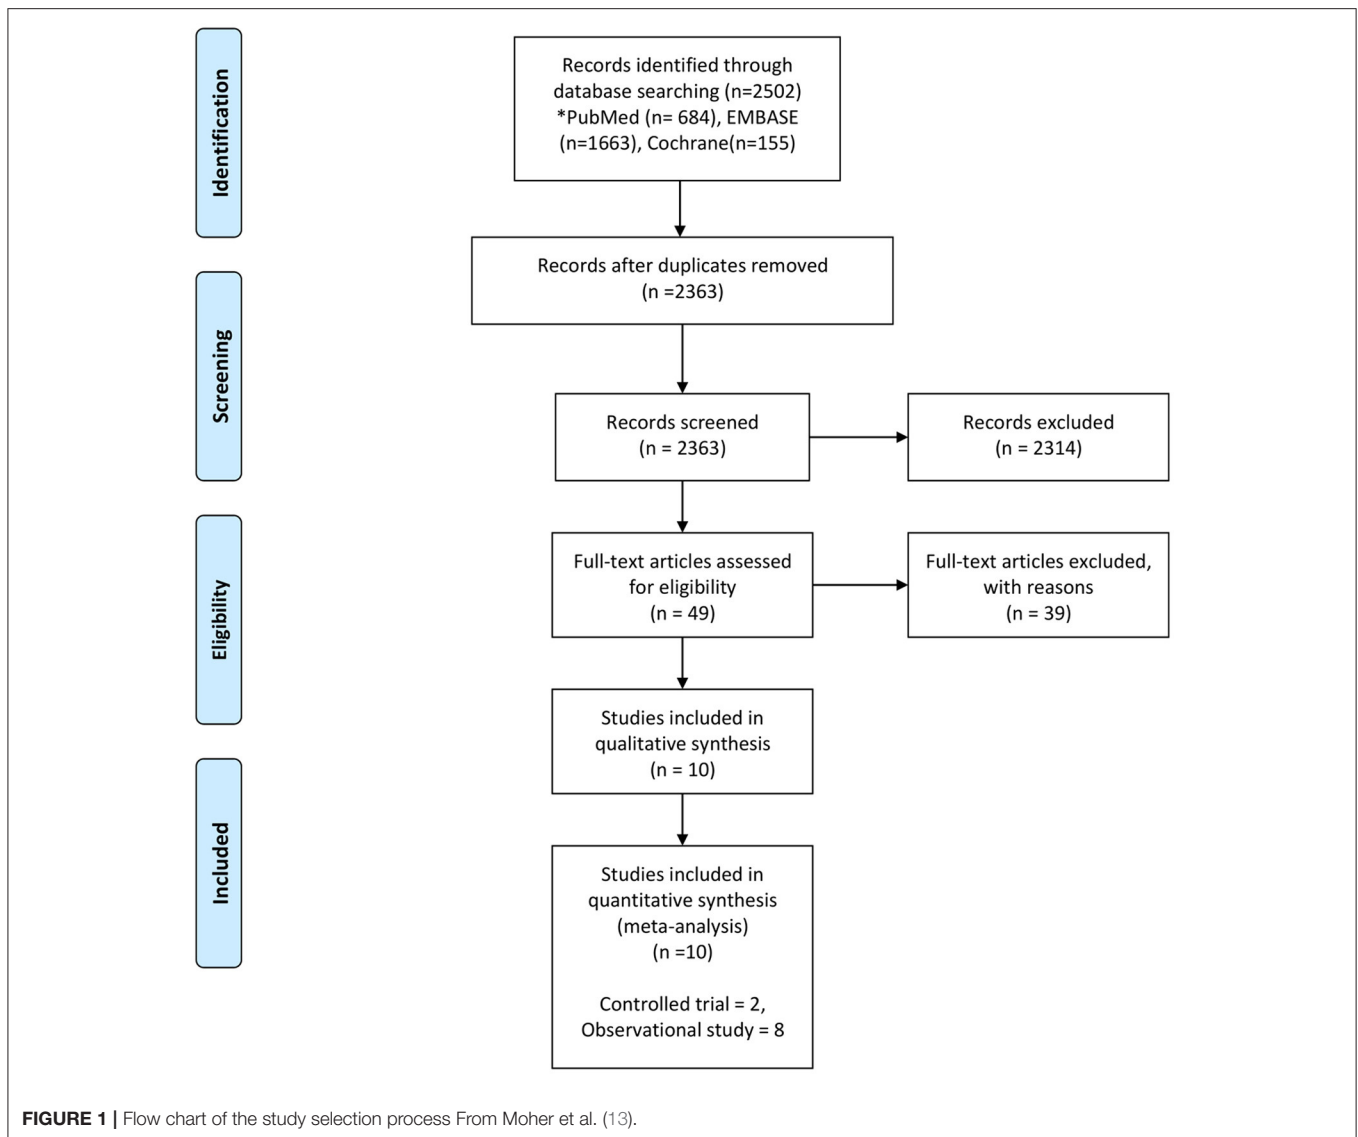 Identification
Records identified through
database searching (n=2502)
*PubMed (n= 684), EMBASE
(n=1663), Cochrane(n=155)
Records after duplicates removed
(n =2363)
Screening
Records screened
(n = 2363)
Records excluded
(n = 2314)
Eligibility
Full-text articles assessed
for eligibility
(n = 49)
Full-text articles excluded,
with reasons
(n = 39)
Studies included in
qualitative synthesis
(n = 10)
Included
Studies included in
quantitative synthesis
(meta-analysis)
(n =10)
Controlled trial = 2,
Observational study = 8
FIGURE 1 | Flow chart of the study selection process From Moher et al. (13).